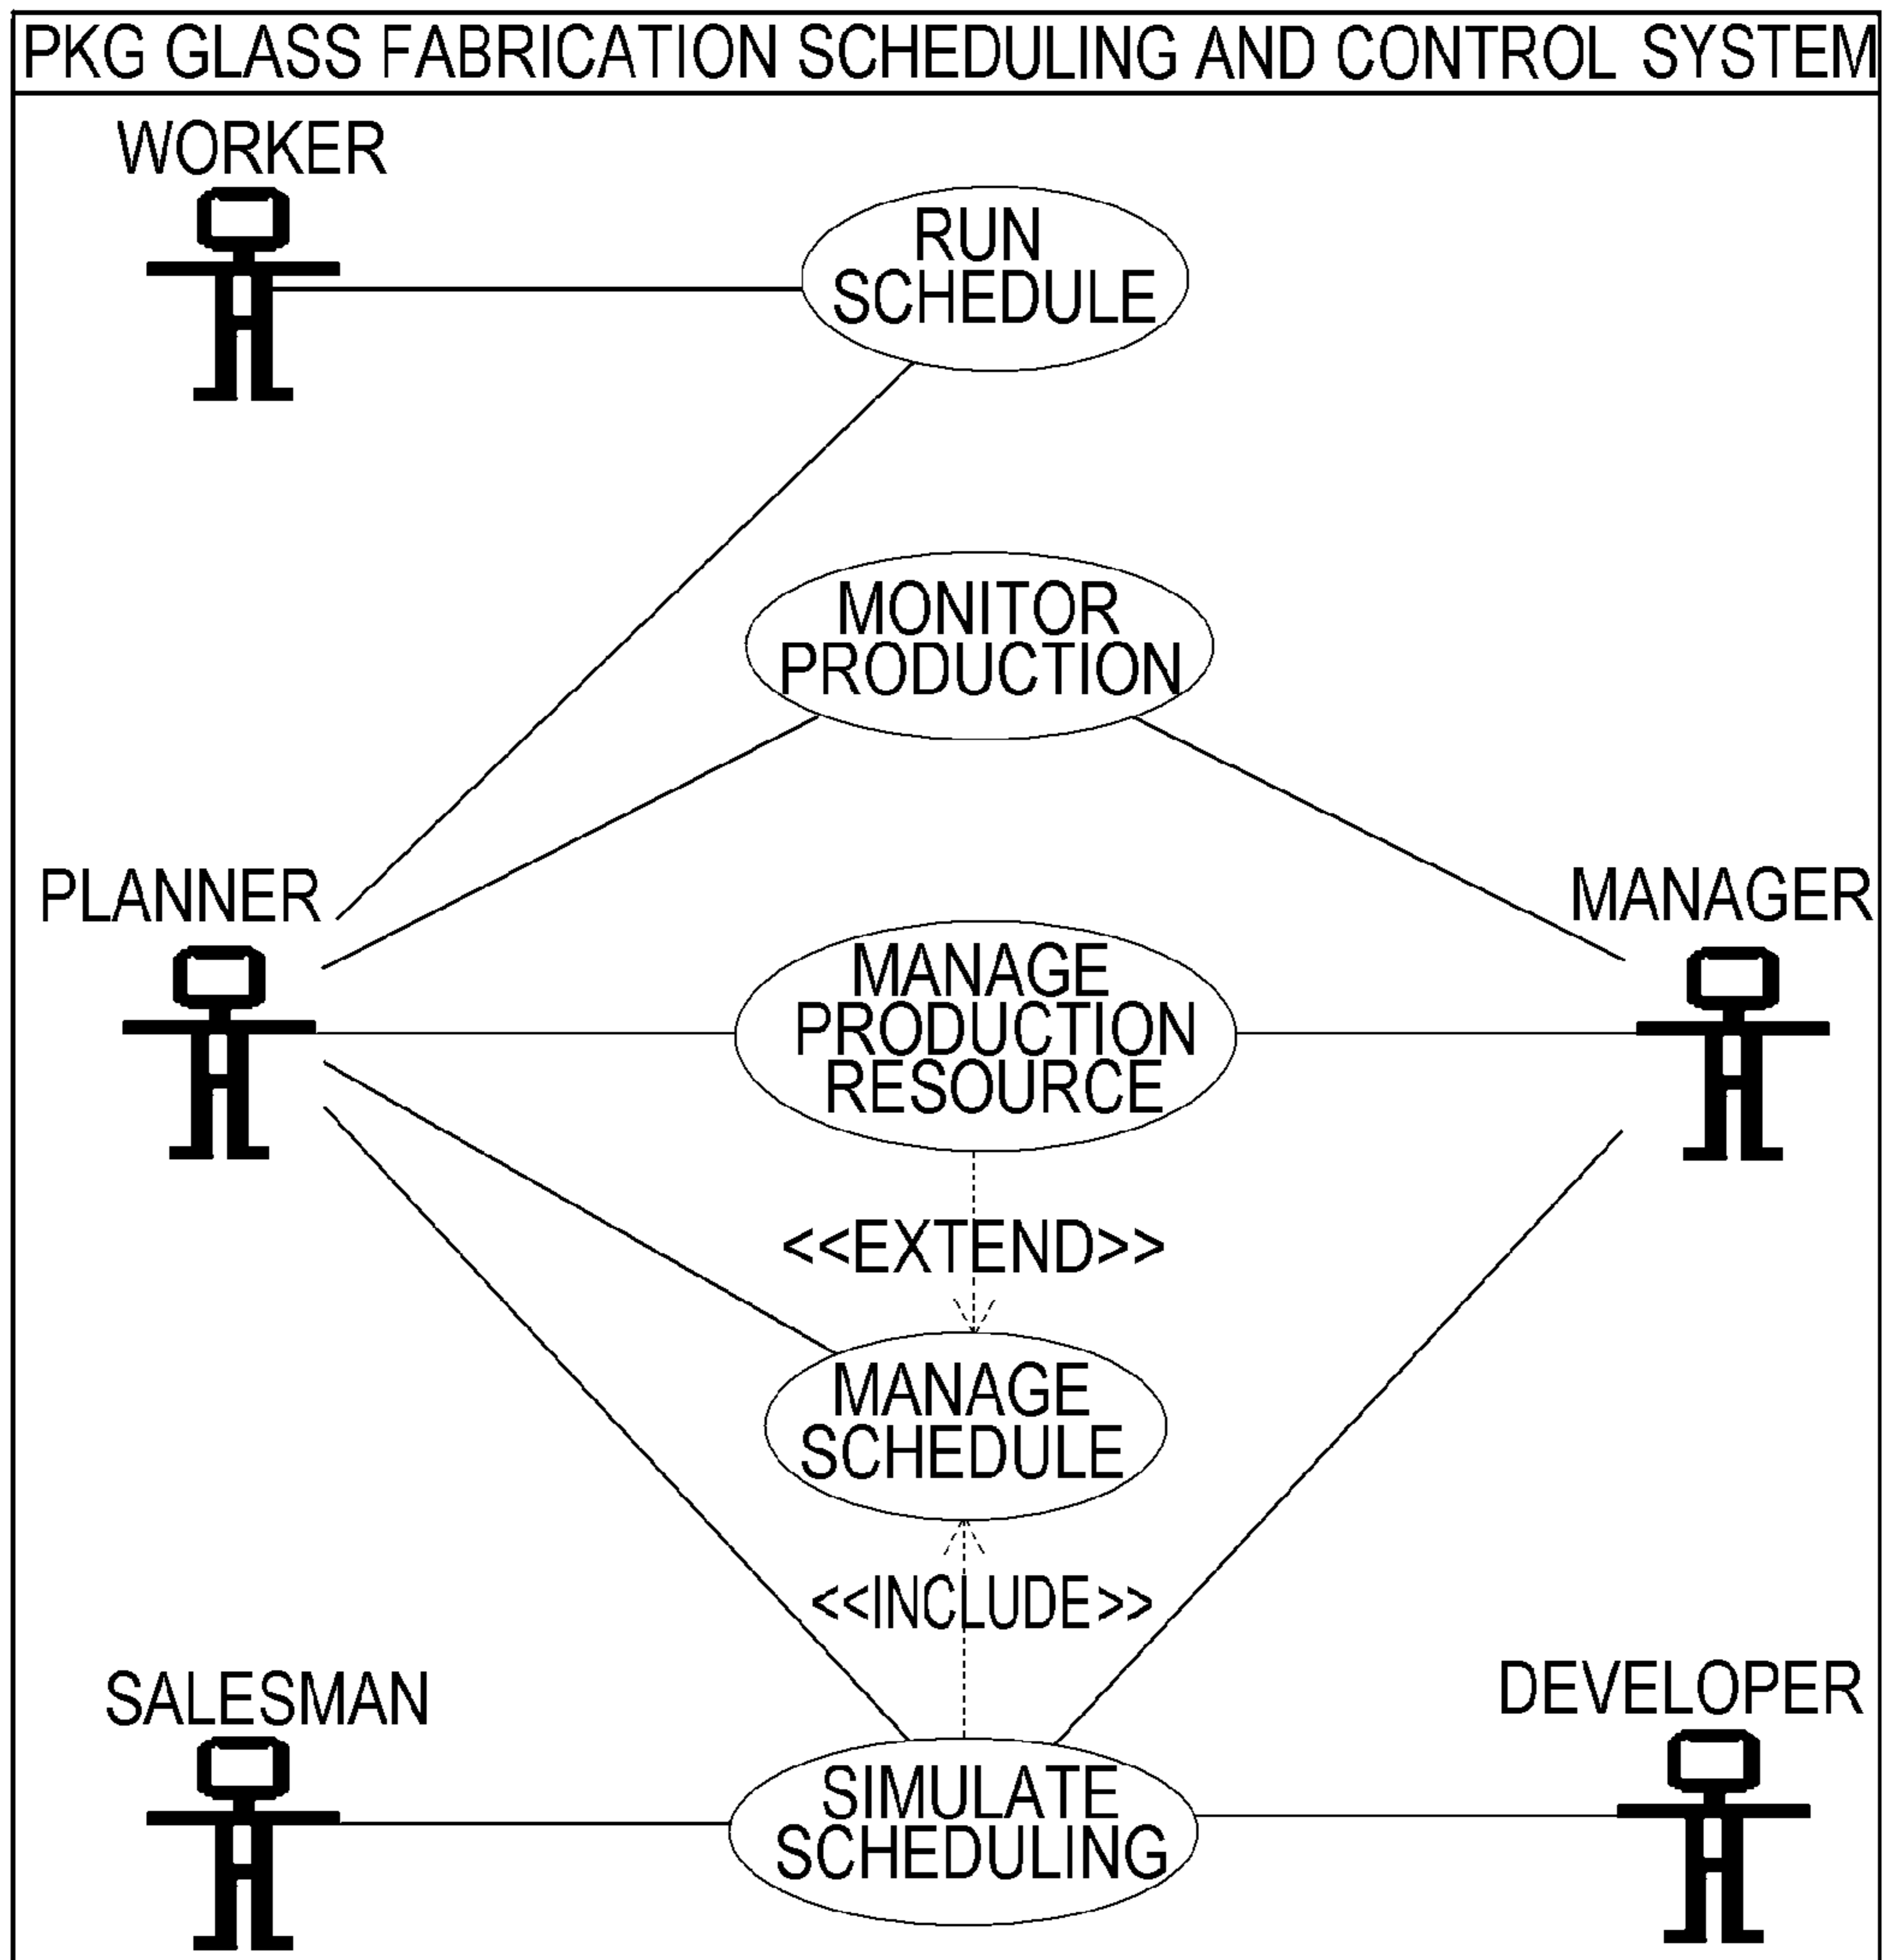 PKG GLASS FABRICATION SCHEDULING AND CONTROL SYSTEM
WORKER
RUN
SCHEDULE
MONITOR
PRODUCTION
PLANNER
MANAGER
MANAGE
PRODUCTION
RESOURCE
<<EXTEND>>
MANAGE
SCHEDULE
<<INCLUDE>>
SALESMAN
DEVELOPER
SIMULATE
SCHEDULING